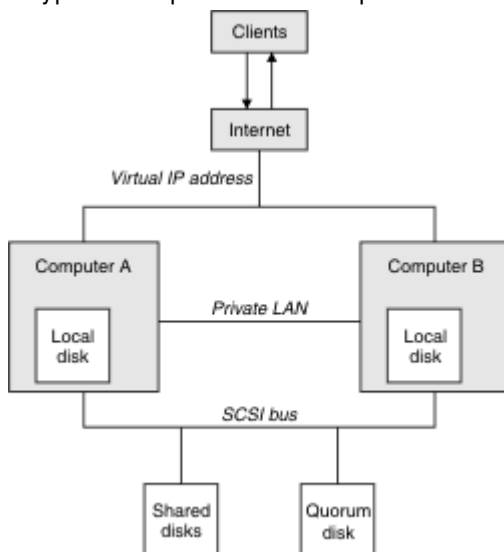 Clients
Internet
Virtual IP address
Computer A
Computer B
Private LAN
Local
disk
Local
disk
SCSI bus
Shared
disks
Quorum
disk